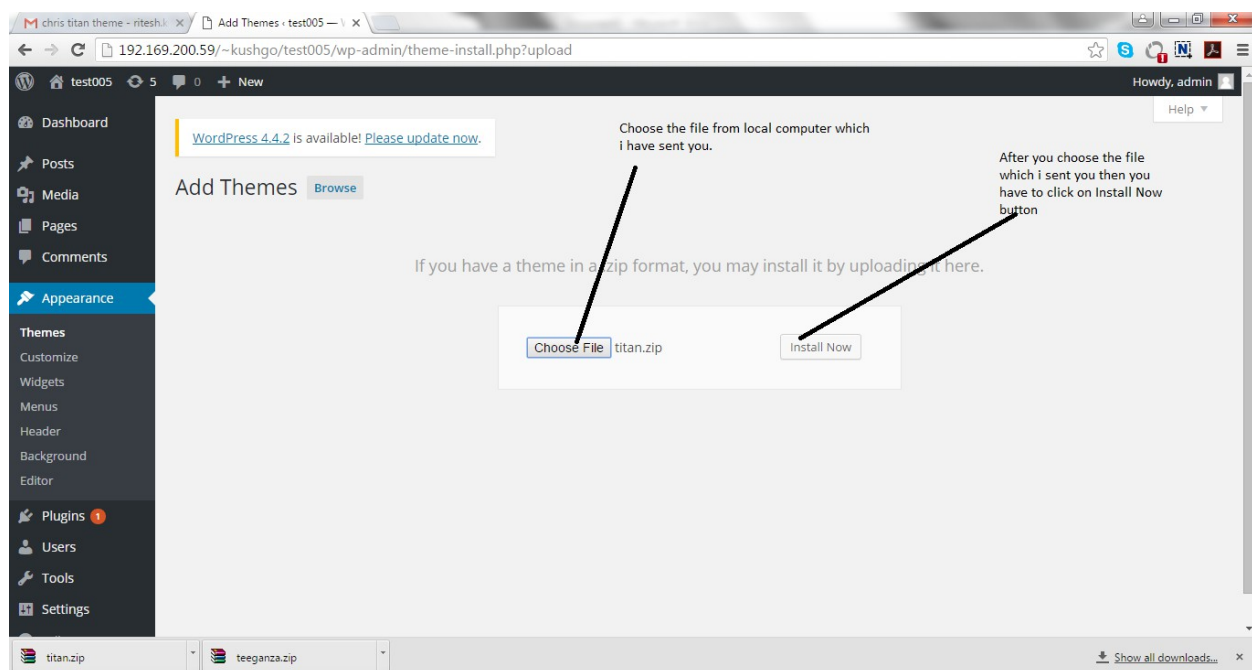 chris titan theme - ritesh.k
Add Themes ‹ test005 — W
192.169.200.59/~kushgo/test005/wp-admin/theme-install.php?upload
test005 5 0 + New
Howdy, admin
Help
Dashboard
Posts
Media
Pages
Comments
Appearance
Themes
Customize
Widgets
Menus
Header
Background
Editor
Plugins 1
Users
Tools
Settings
WordPress 4.4.2 is available! Please update now.
Choose the file from local computer which
i have sent you.
After you choose the file
which i sent you then you
have to click on Install Now
button
Add Themes Browse
If you have a theme in a .zip format, you may install it by uploading it here.
Choose File titan.zip
Install Now
titan.zip
teeganza.zip
Show all downloads...